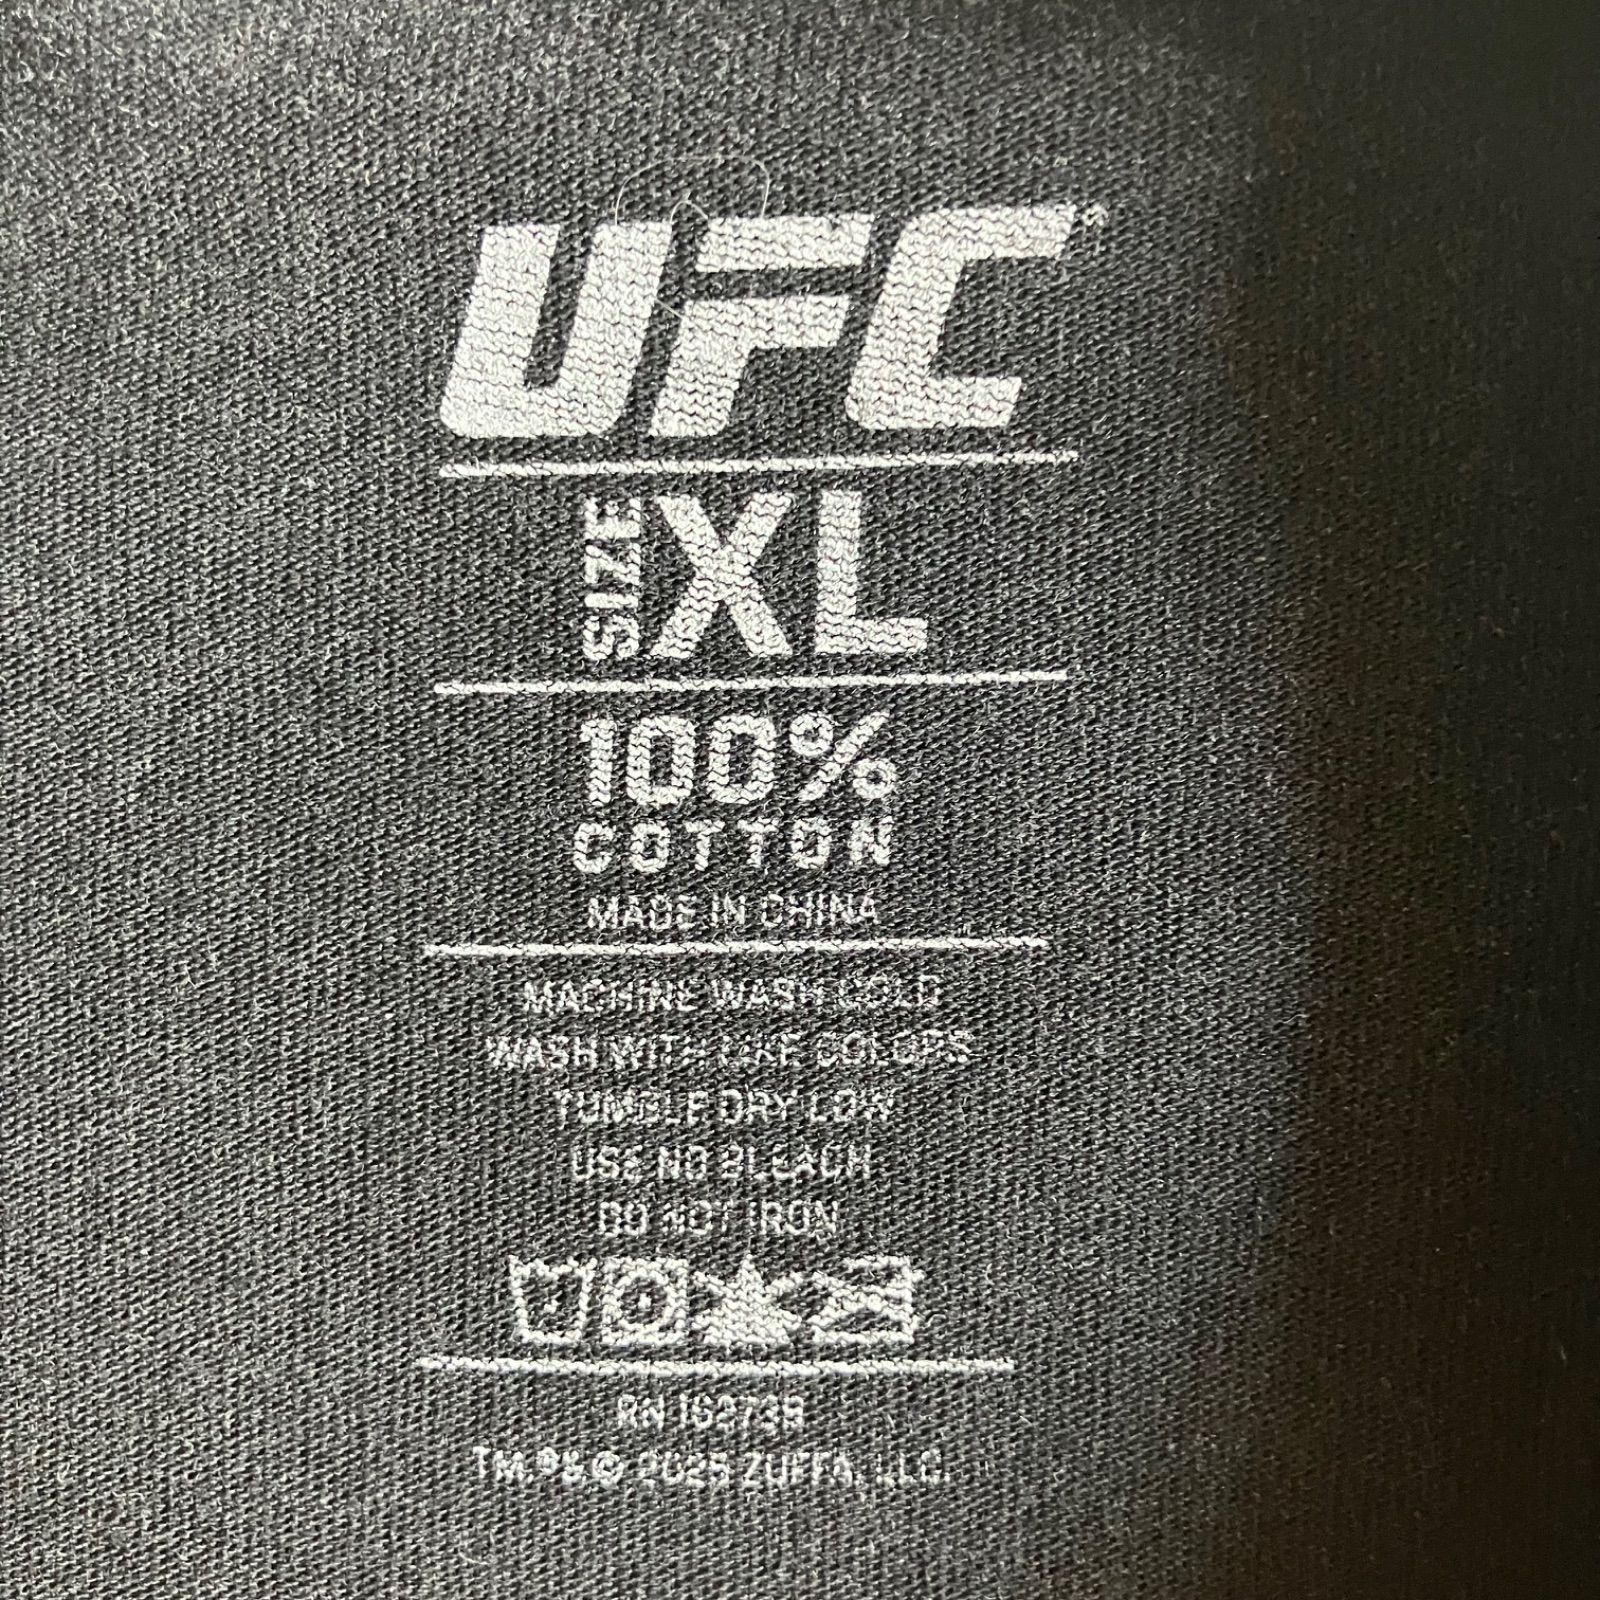 UFC
SIZE XL
100%
COTTON
MADE IN CHINA
MACHINE WASH COLD
WASH WITH LIKE COLORS
TUMBLE DRY LOW
USE NO BLEACH
DO NOT IRON
RN
TM, ® & © 2025 ZUFFA, LLC.